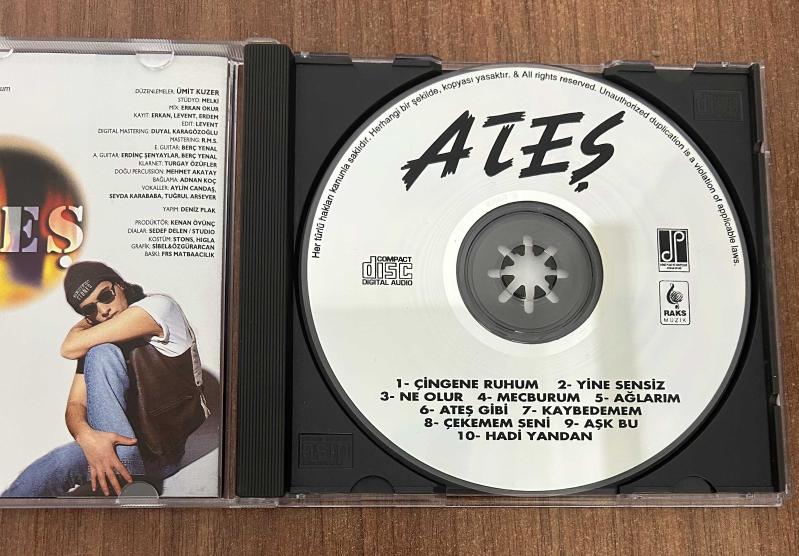 DÜZENLEMELER: ÜMİT KUZER
STÜDYO: MELKİ
MİX: ERKAN OKUR
KAYIT: ERKAN, LEVENT, ERDEM
EDIT: LEVENT
DIGITAL MASTERING: DUYAL KARAGÖZOĞLU
MASTERING: R.M.S.
E. GUITAR: BERÇ YENAL
A. GUITAR: ERDİNÇ ŞENYAYLAR, BERÇ YENAL
KLARNET: TURGAY ÖZÜFLER
DOĞU PERCUSSION: MEHMET AKATAY
BAĞLAMA: ADNAN KOÇ
VOKALLER: AYLİN CANDAŞ,
SEVDA KARABABA, TUĞRUL ARSEVER
YAPIM: DENİZ PLAK
PRODÜKTÖR: KENAN ÖVÜNÇ
DİALAR: SEDEF DELEN / STUDIO
KOSTÜM: STONS, HIGLA
GRAFİK: SİBEL&ÖZGÜRARCAN
BASKI: FRS MATBAACILIK
EŞ
Her türlü hakları kanunla saklıdır. Herhangi bir şekilde, kopyası yasaktır. & All rights reserved. Unauthorized duplication is a violation of applicable laws.
ATEŞ
COMPACT
disc
DIGITAL AUDIO
RAKS
MÜZİK
1- ÇİNGENE RUHUM 2- YİNE SENSİZ
3- NE OLUR 4- MECBURUM 5- AĞLARIM
6- ATEŞ GİBİ 7- KAYBEDEMEM
8- ÇEKEMEM SENİ 9- AŞK BU
10- HADİ YANDAN